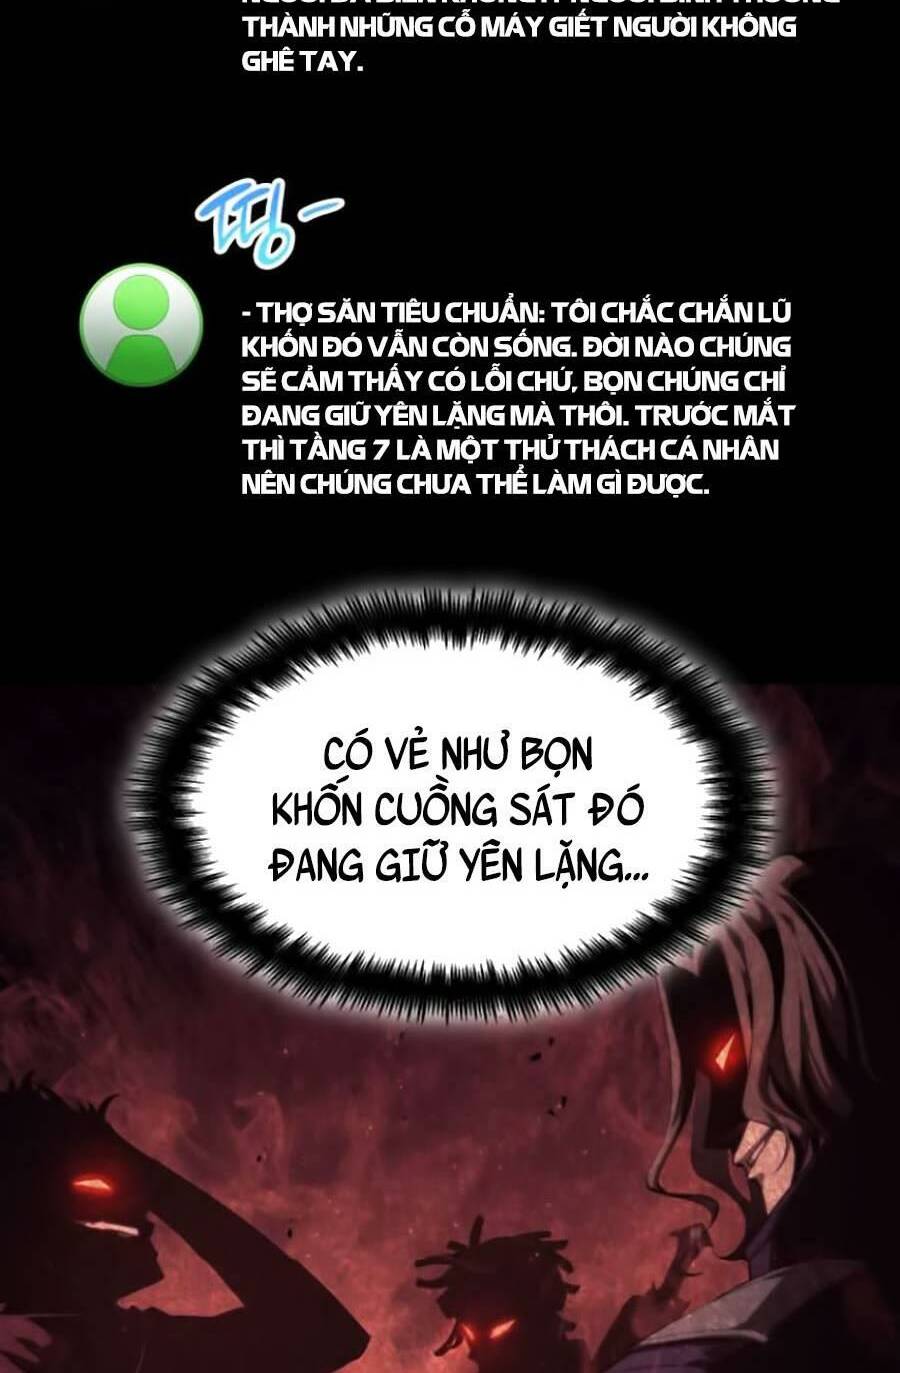 THÀNH NHỮNG CỖ MÁY GIẾT NGƯỜI KHÔNG
GHÊ TAY.
띠링-
- THỢ SĂN TIÊU CHUẨN: TÔI CHẮC CHẮN LŨ
KHỐN ĐÓ VẪN CÒN SỐNG. ĐỜI NÀO CHÚNG
SẼ CẢM THẤY CÓ LỖI CHỨ, BỌN CHÚNG CHỈ
ĐANG GIỮ YÊN LẶNG MÀ THÔI. TRƯỚC MẮT
THÌ TẦNG 7 LÀ MỘT THỬ THÁCH CÁ NHÂN
NÊN CHÚNG CHƯA THỂ LÀM GÌ ĐƯỢC.
CÓ VẺ NHƯ BỌN
KHỐN CUỒNG SÁT ĐÓ
ĐANG GIỮ YÊN LẶNG...